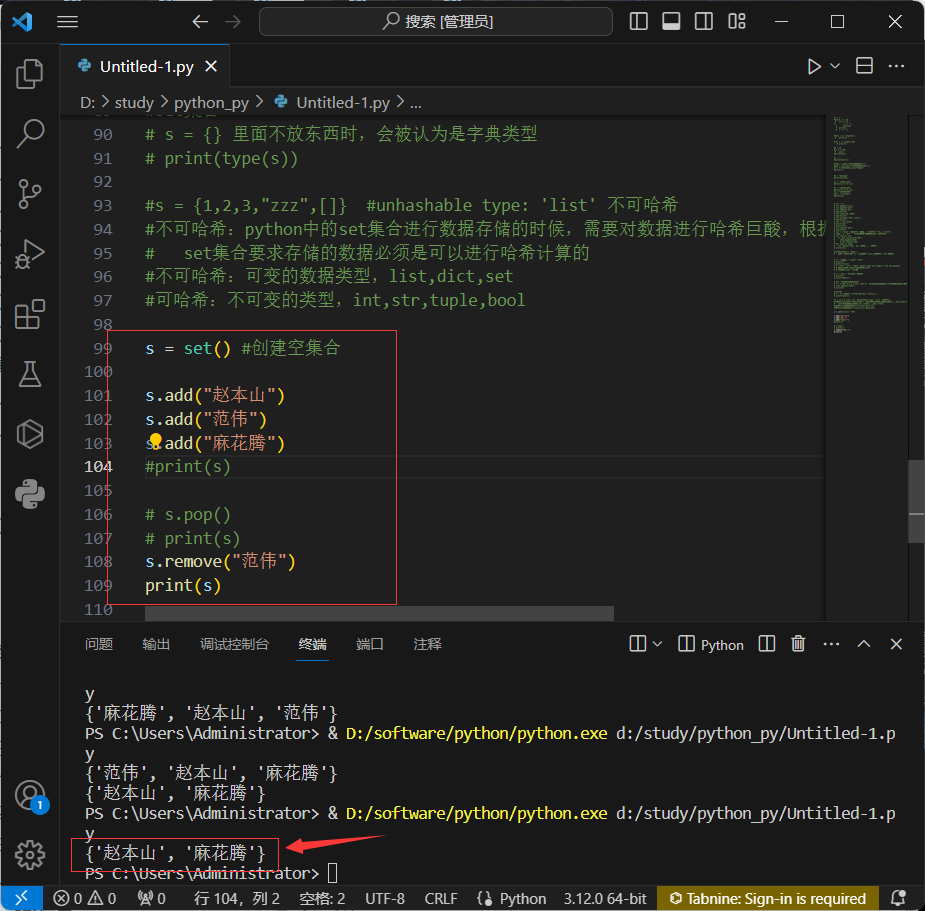 搜索 [管理员]
Untitled-1.py
D: > study > python_py > Untitled-1.py > ...
90 # s = {} 里面不放东西时，会被认为是字典类型
91 # print(type(s))
92
93 #s = {1,2,3,"zzz",[]}  #unhashable type: 'list' 不可哈希
94 #不可哈希：python中的set集合进行数据存储的时候，需要对数据进行哈希巨酸，根据
95 #   set集合要求存储的数据必须是可以进行哈希计算的
96 #不可哈希：可变的数据类型，list,dict,set
97 #可哈希：不可变的类型，int,str,tuple,bool
98
99 s = set() #创建空集合
100
101 s.add("赵本山")
102 s.add("范伟")
103 s.add("麻花腾")
104 #print(s)
105
106 # s.pop()
107 # print(s)
108 s.remove("范伟")
109 print(s)
110
问题 输出 调试控制台 终端 端口 注释 Python
y
{'麻花腾', '赵本山', '范伟'}
PS C:\Users\Administrator> & D:/software/python/python.exe d:/study/python_py/Untitled-1.p
y
{'范伟', '赵本山', '麻花腾'}
{'赵本山', '麻花腾'}
PS C:\Users\Administrator> & D:/software/python/python.exe d:/study/python_py/Untitled-1.p
y
{'赵本山', '麻花腾'}
PS C:\Users\Administrator>
1
0 0 0 行 104，列 2 空格: 2 UTF-8 CRLF Python 3.12.0 64-bit Tabnine: Sign-in is required